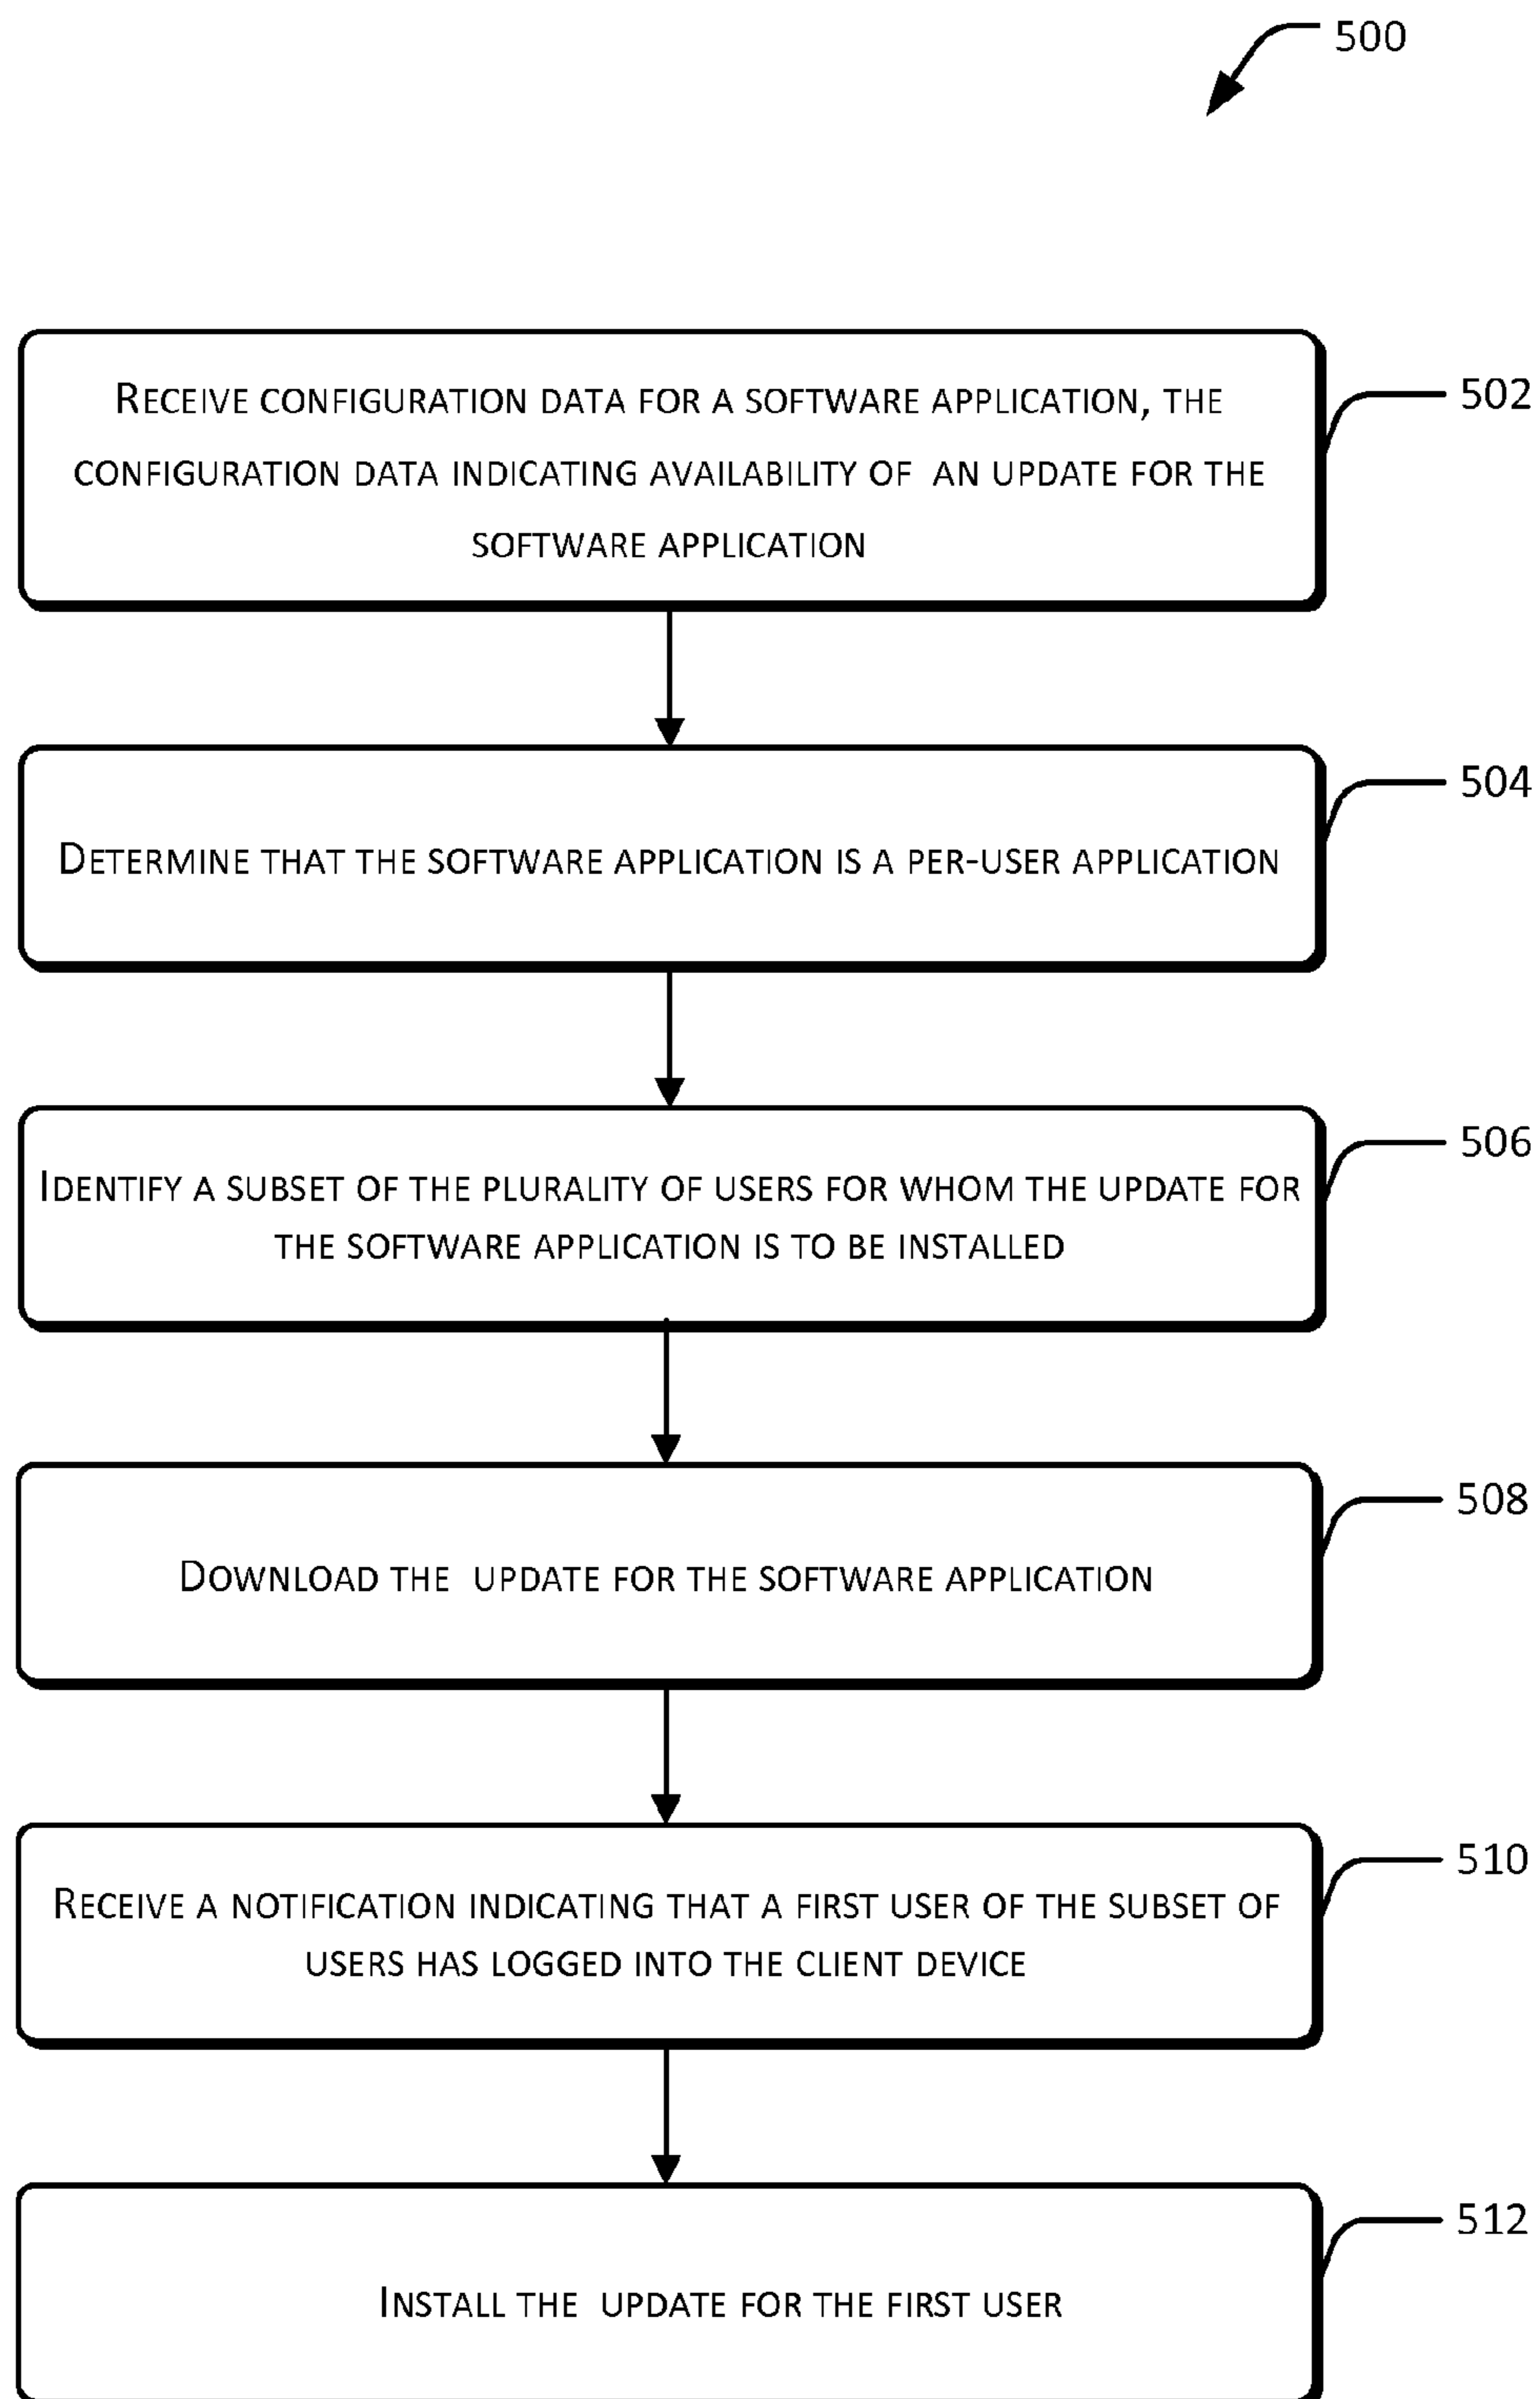 500
RECEIVE CONFIGURATION DATA FOR A SOFTWARE APPLICATION, THE
CONFIGURATION DATA INDICATING AVAILABILITY OF AN UPDATE FOR THE
SOFTWARE APPLICATION
502
DETERMINE THAT THE SOFTWARE APPLICATION IS A PER-USER APPLICATION
504
IDENTIFY A SUBSET OF THE PLURALITY OF USERS FOR WHOM THE UPDATE FOR
THE SOFTWARE APPLICATION IS TO BE INSTALLED
506
DOWNLOAD THE UPDATE FOR THE SOFTWARE APPLICATION
508
RECEIVE A NOTIFICATION INDICATING THAT A FIRST USER OF THE SUBSET OF
USERS HAS LOGGED INTO THE CLIENT DEVICE
510
INSTALL THE UPDATE FOR THE FIRST USER
512